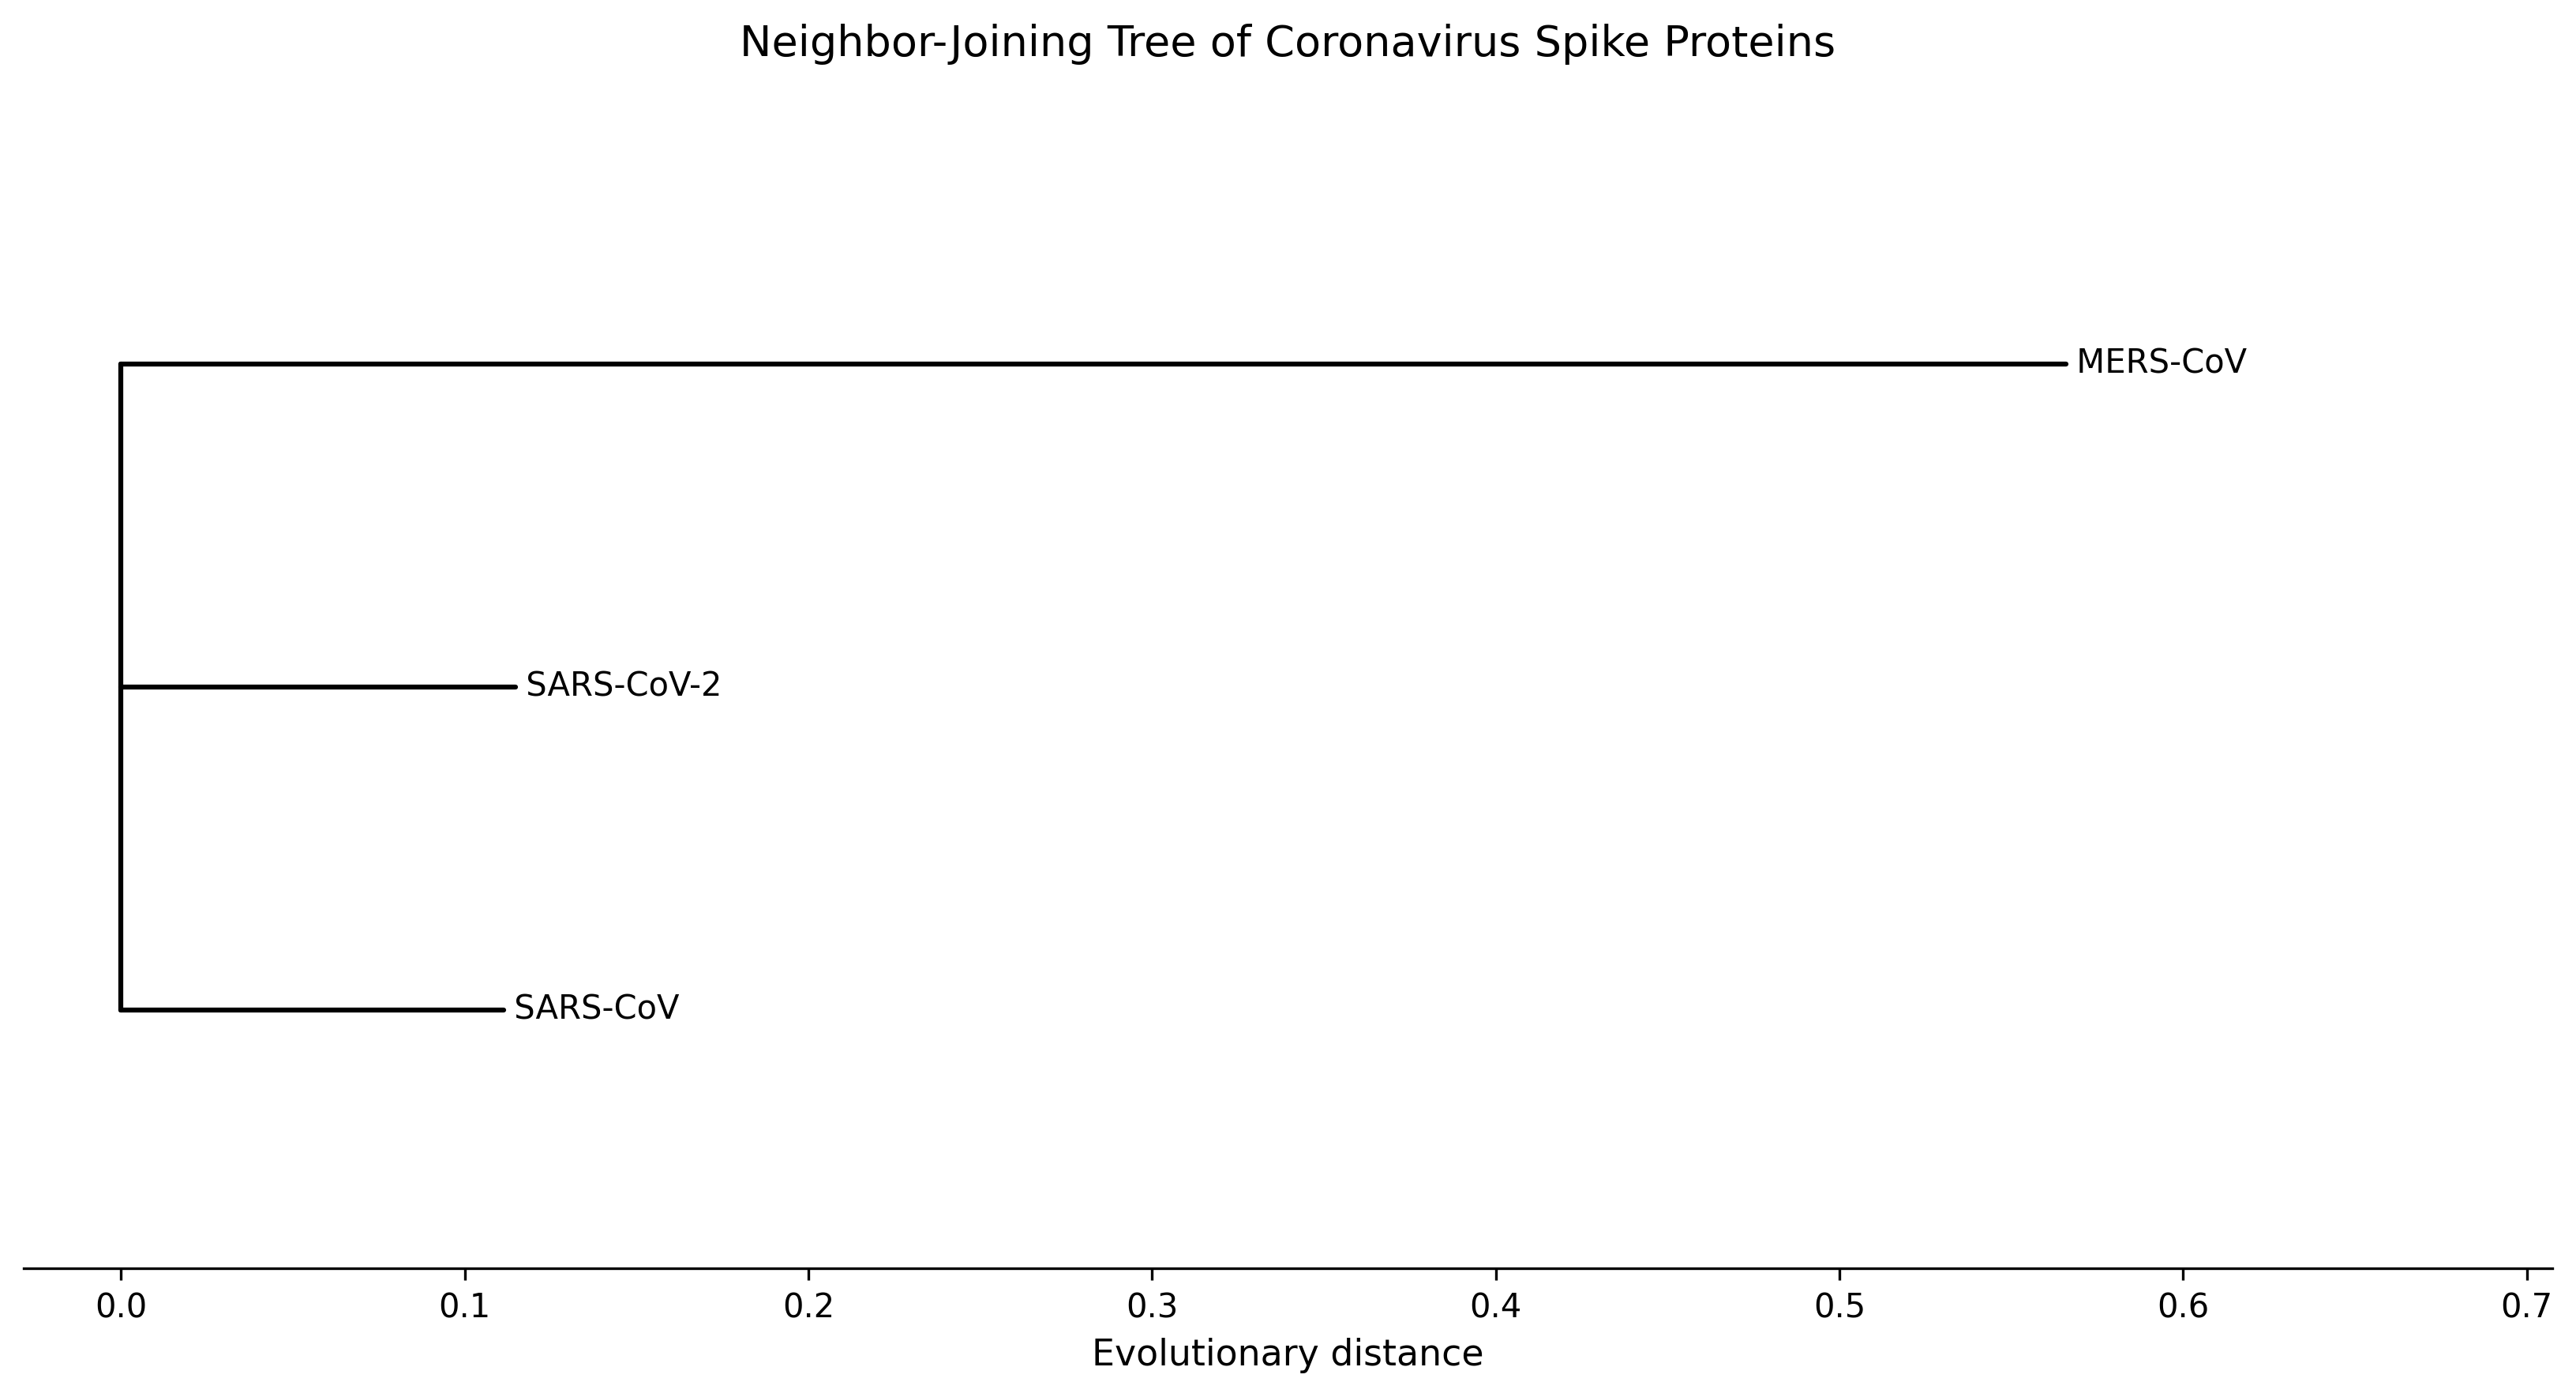 Neighbor-Joining Tree of Coronavirus Spike Proteins
MERS-CoV
SARS-CoV-2
SARS-CoV
0.0 0.1 0.2 0.3 0.4 0.5 0.6 0.7
Evolutionary distance